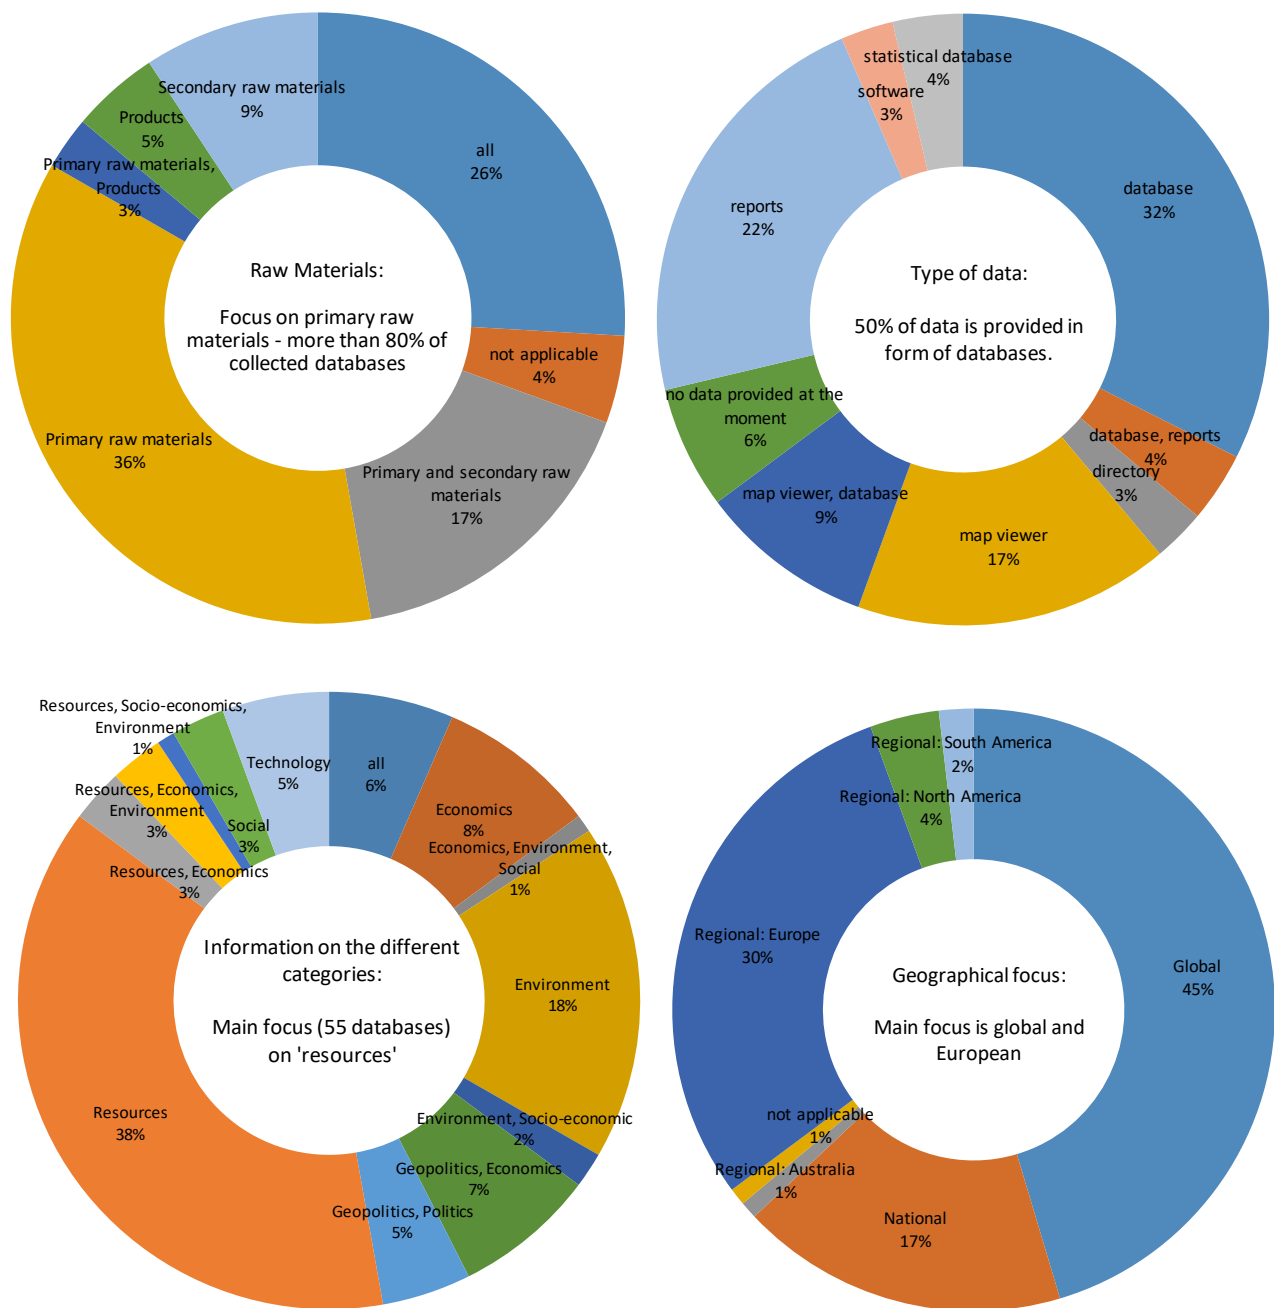 Secondary raw materials
9%
Products
5%
Primary raw materials,
Products
3%
all
26%
not applicable
4%
Primary and secondary raw
materials
17%
Primary raw materials
36%
Raw Materials:
Focus on primary raw
materials - more than 80% of
collected databases
statistical database
4%
software
3%
database
32%
reports
22%
database, reports
4%
directory
3%
map viewer
17%
map viewer, database
9%
no data provided at the
moment
6%
Type of data:
50% of data is provided in
form of databases.
Resources, Socio-economics,
Environment
1%
Technology
5%
all
6%
Economics
8%
Economics, Environment,
Social
1%
Resources, Economics,
Environment
3%
Social
3%
Resources, Economics
3%
Environment
18%
Environment, Socio-economic
2%
Geopolitics, Economics
7%
Geopolitics, Politics
5%
Resources
38%
Information on the different
categories:
Main focus (55 databases)
on 'resources'
Regional: South America
2%
Regional: North America
4%
Regional: Europe
30%
Global
45%
not applicable
1%
Regional: Australia
1%
National
17%
Geographical focus:
Main focus is global and
European